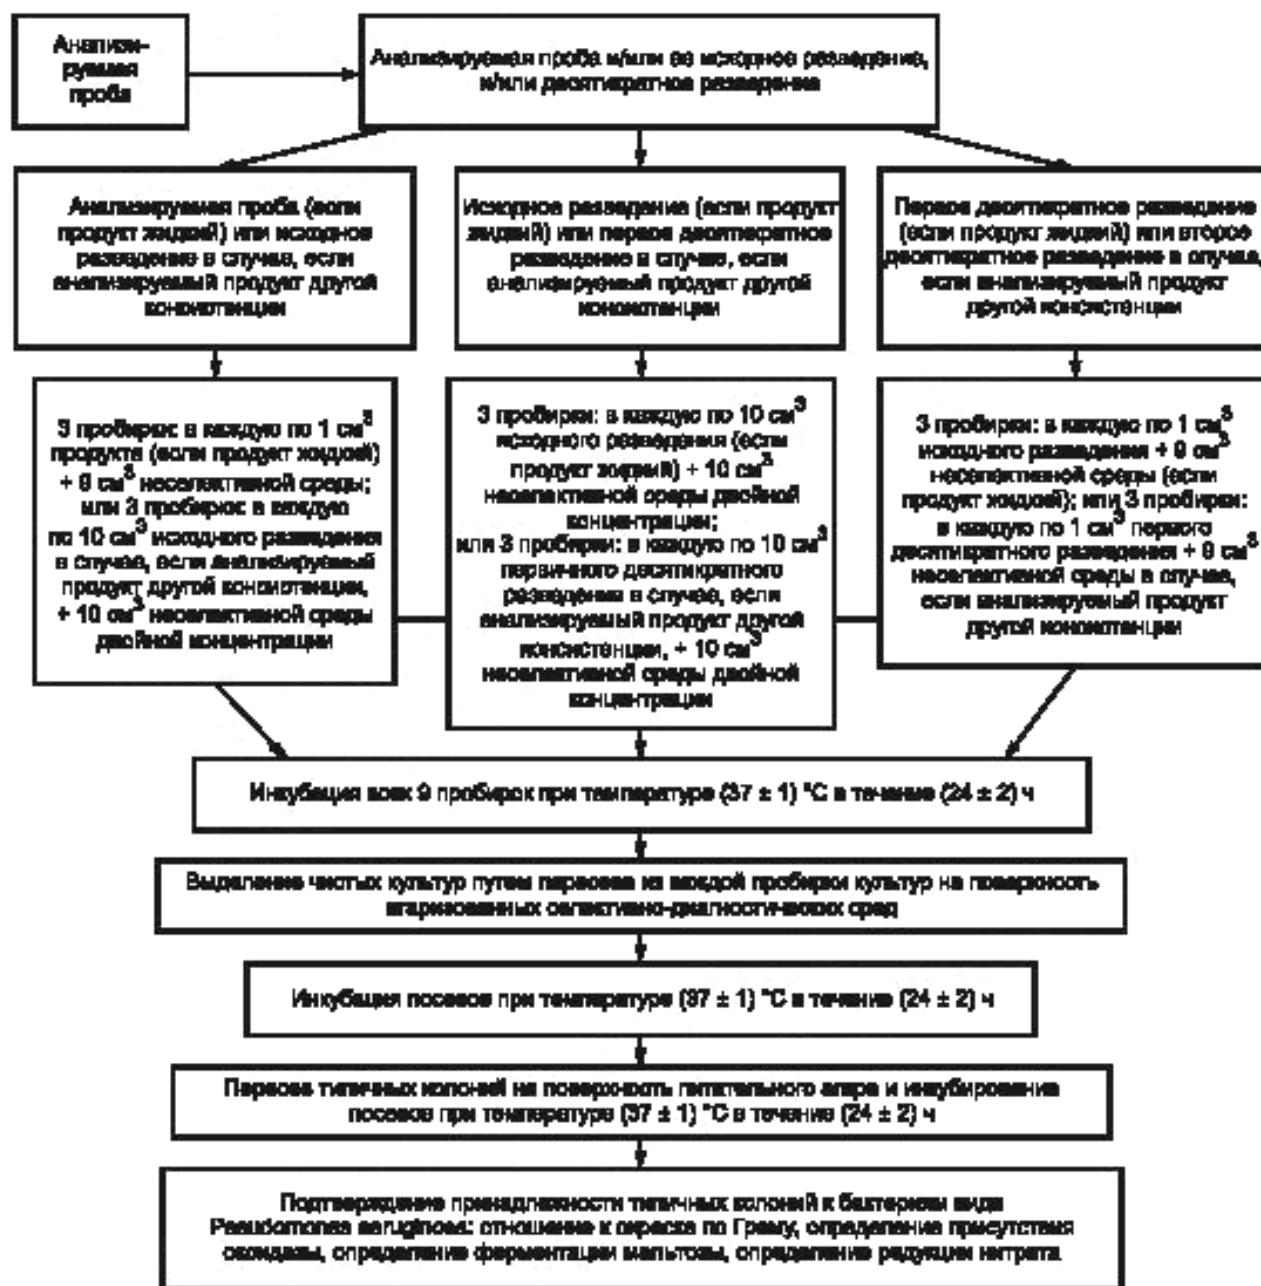 Анализи-
руемая
проба
Анализируемая проба и/или ее исходное разведение,
и/или десятикратное разведение
Анализируемая проба (если
продукт жидкий) или исходное
разведение в случае, если
анализируемый продукт другой
консистенции
Исходное разведение (если продукт
жидкий) или первое десятикратное
разведение в случае, если
анализируемый продукт другой
консистенции
Первое десятикратное разведение
(если продукт жидкий) или второе
десятикратное разведение в случае,
если анализируемый продукт
другой консистенции
3 пробирки: в каждую по 1 см³
продукта (если продукт жидкий)
+ 9 см³ неселективной среды;
или 3 пробирки: в каждую
по 10 см³ исходного разведения
в случае, если анализируемый
продукт другой консистенции,
+ 10 см³ неселективной среды
двойной концентрации
3 пробирки: в каждую по 10 см³
исходного разведения (если
продукт жидкий) + 10 см³
неселективной среды двойной
концентрации;
или 3 пробирки: в каждую по 10 см³
первичного десятикратного
разведения в случае, если
анализируемый продукт другой
консистенции, + 10 см³
неселективной среды двойной
концентрации
3 пробирки: в каждую по 1 см³
исходного разведения + 9 см³
неселективной среды (если
продукт жидкий); или 3 пробирки:
в каждую по 1 см³ первого
десятикратного разведения + 9 см³
неселективной среды в случае,
если анализируемый продукт
другой консистенции
Инкубация всех 9 пробирок при температуре (37 ± 1) °С в течение (24 ± 2) ч
Выделение чистых культур путем пересева из каждой пробирки культур на поверхность
агаризованных селективно-диагностических сред
Инкубация посевов при температуре (37 ± 1) °С в течение (24 ± 2) ч
Пересев типичных колоний на поверхность питательного агара и инкубирование
посевов при температуре (37 ± 1) °С в течение (24 ± 2) ч
Подтверждение принадлежности типичных колоний к бактериям вида
Pseudomonas aeruginosa: отношение к окраске по Граму, определение присутствия
оксидазы, определение ферментации мальтозы, определение редукции нитрата